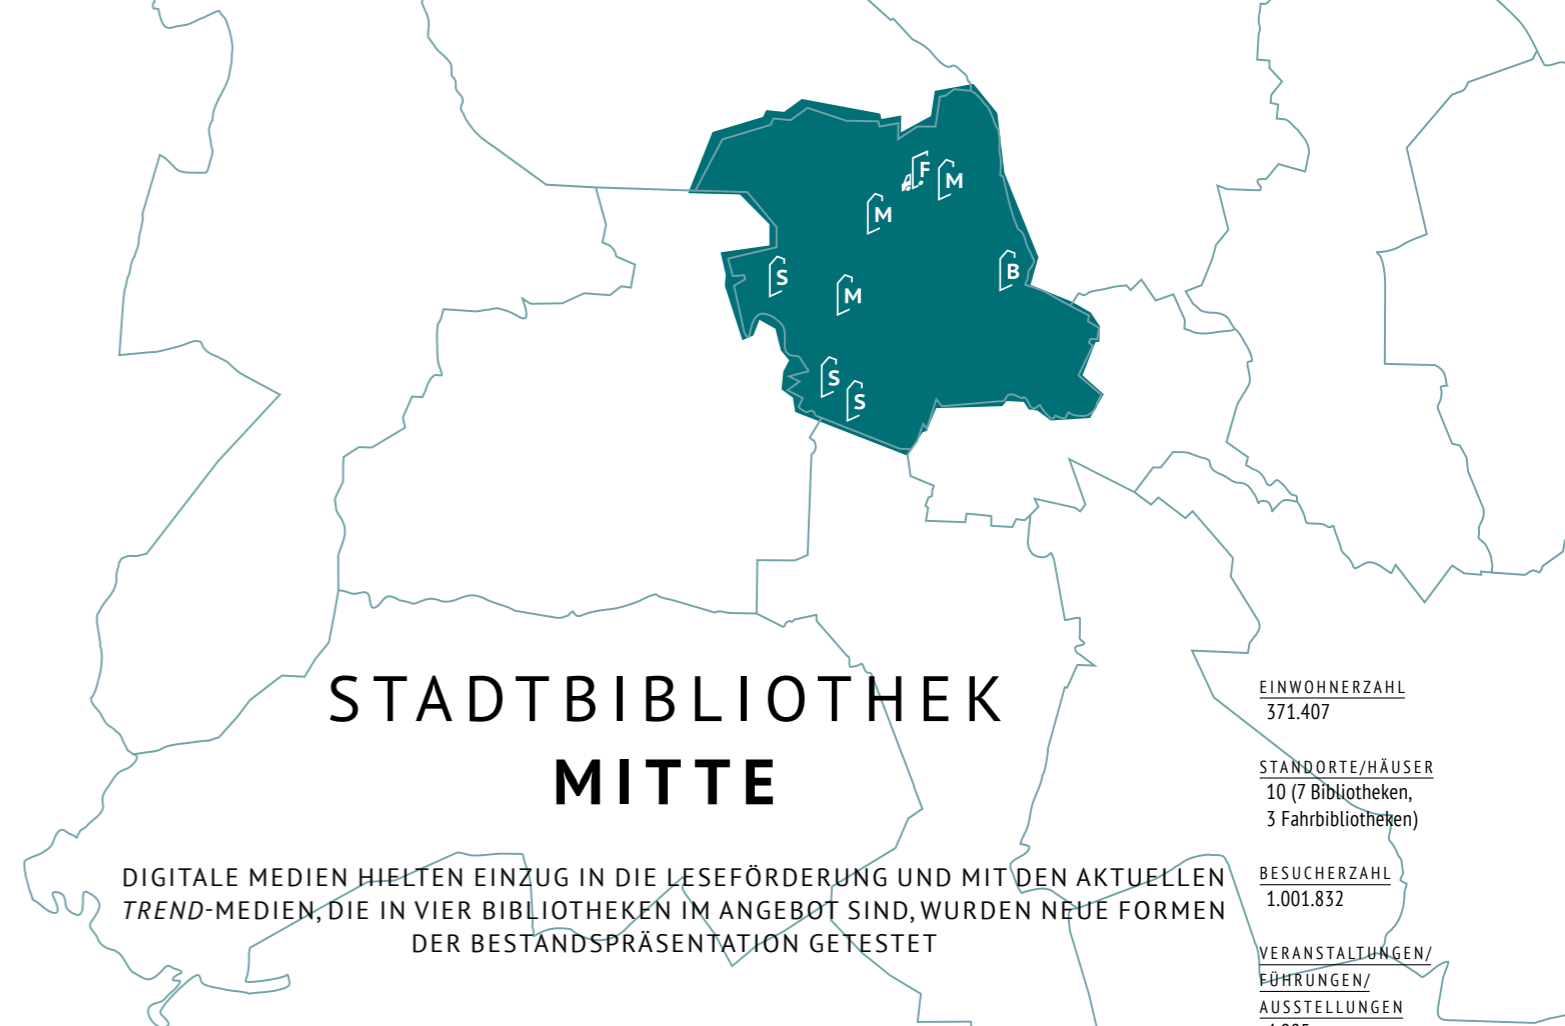 F
M
M
B
S
M
S
S
STADTBIBLIOTHEK
MITTE
DIGITALE MEDIEN HIELTEN EINZUG IN DIE LESEFÖRDERUNG UND MIT DEN AKTUELLEN
TREND-MEDIEN, DIE IN VIER BIBLIOTHEKEN IM ANGEBOT SIND, WURDEN NEUE FORMEN
DER BESTANDSPRÄSENTATION GETESTET
EINWOHNERZAHL
371.407
STANDORTE/HÄUSER
10 (7 Bibliotheken,
3 Fahrbibliotheken)
BESUCHERZAHL
1.001.832
VERANSTALTUNGEN/
FÜHRUNGEN/
AUSSTELLUNGEN